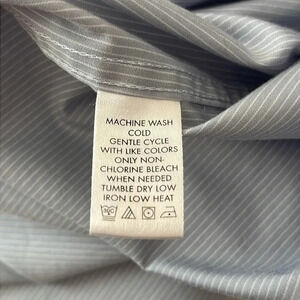 MACHINE WASH
COLD
GENTLE CYCLE
WITH LIKE COLORS
ONLY NON-
CHLORINE BLEACH
WHEN NEEDED
TUMBLE DRY LOW
IRON LOW HEAT